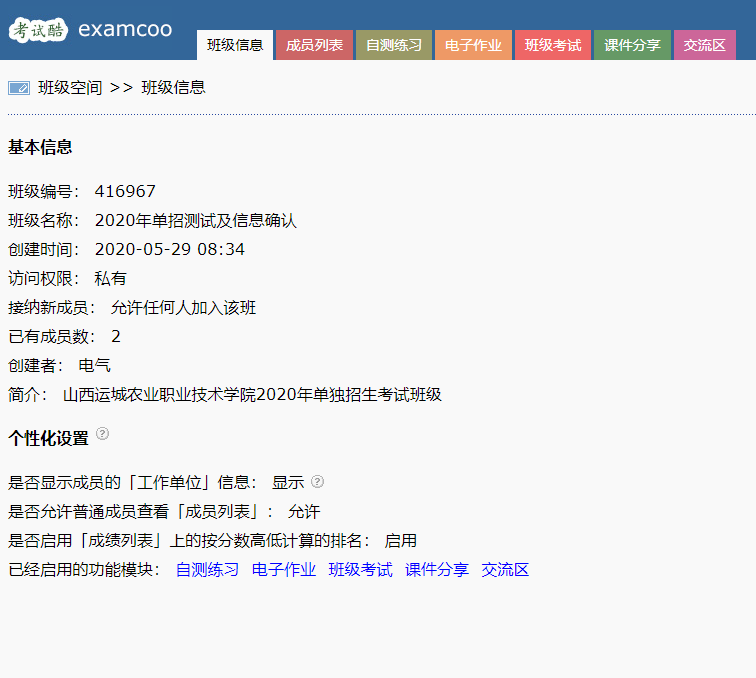 考试酷 examcoo
班级信息 成员列表 自测练习 电子作业 班级考试 课件分享 交流区
班级空间 >> 班级信息
基本信息
班级编号： 416967
班级名称： 2020年单招测试及信息确认
创建时间： 2020-05-29 08:34
访问权限： 私有
接纳新成员： 允许任何人加入该班
已有成员数： 2
创建者： 电气
简介： 山西运城农业职业技术学院2020年单独招生考试班级
个性化设置 ?
是否显示成员的「工作单位」信息： 显示 ?
是否允许普通成员查看「成员列表」： 允许
是否启用「成绩列表」上的按分数高低计算的排名： 启用
已经启用的功能模块： 自测练习 电子作业 班级考试 课件分享 交流区